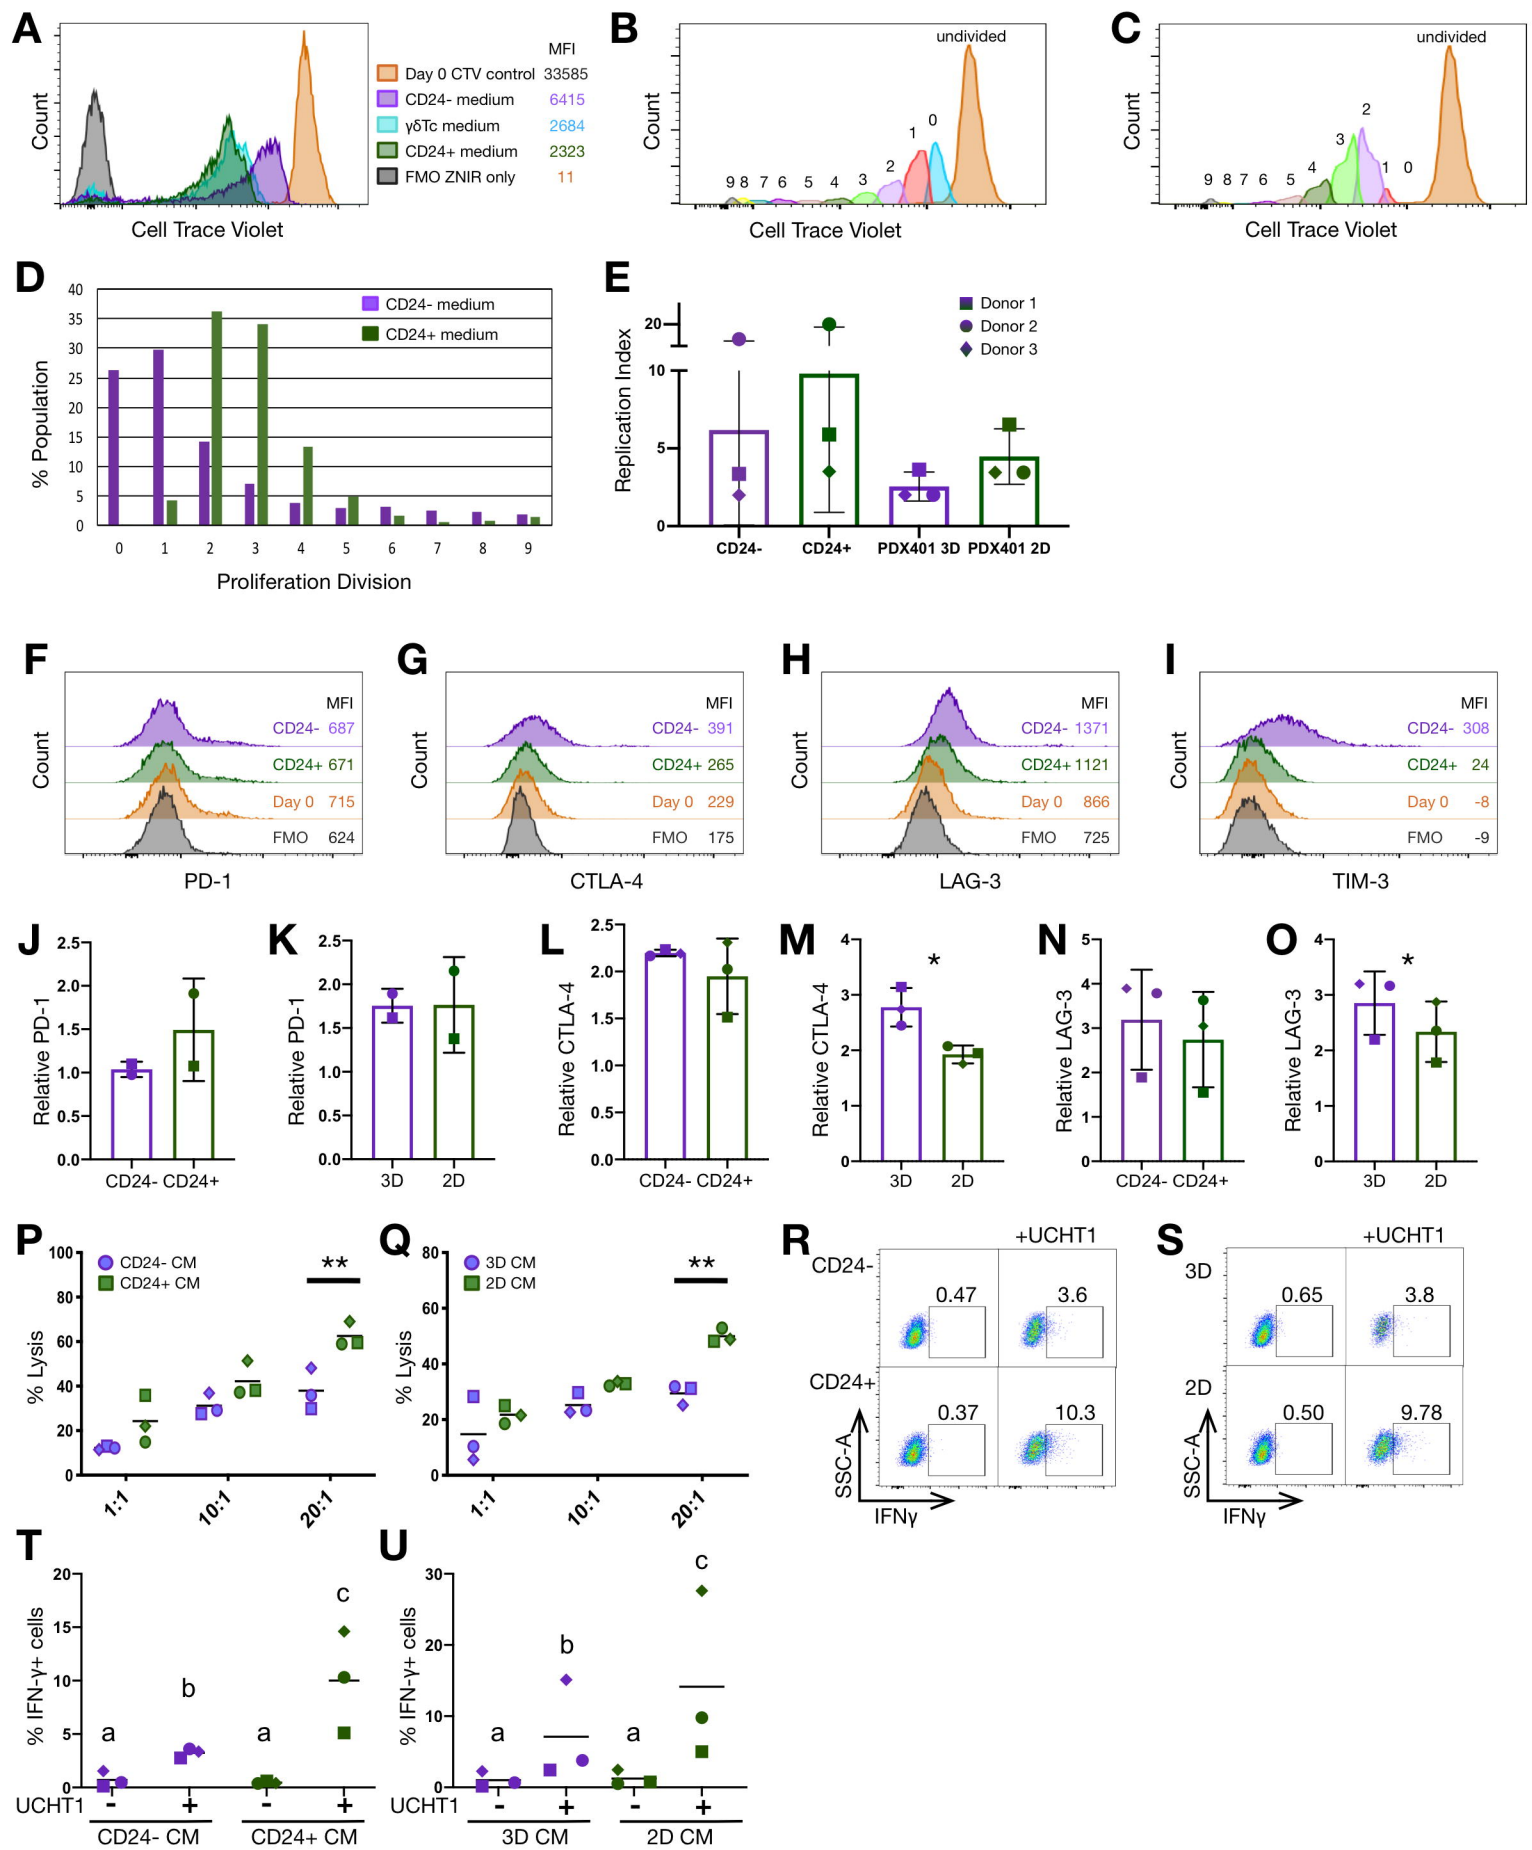 A
Count
Cell Trace Violet
MFI
Day 0 CTV control 33585
CD24- medium 6415
γδTc medium 2684
CD24+ medium 2323
FMO ZNIR only 11
B
Count
undivided
9 8 7 6 5 4 3 2 1 0
Cell Trace Violet
C
Count
undivided
9 8 7 6 5 4 3 2 1 0
Cell Trace Violet
D
% Population
40
35
30
25
20
15
10
5
0
CD24- medium
CD24+ medium
0 1 2 3 4 5 6 7 8 9
Proliferation Division
E
Replication Index
20
10
5
0
Donor 1
Donor 2
Donor 3
CD24- CD24+ PDX401 3D PDX401 2D
F
Count
MFI
CD24- 687
CD24+ 671
Day 0 715
FMO 624
PD-1
G
Count
MFI
CD24- 391
CD24+ 265
Day 0 229
FMO 175
CTLA-4
H
Count
MFI
CD24- 1371
CD24+ 1121
Day 0 866
FMO 725
LAG-3
I
Count
MFI
CD24- 308
CD24+ 24
Day 0 -8
FMO -9
TIM-3
J
Relative PD-1
2.5
2.0
1.5
1.0
0.5
0.0
CD24- CD24+
K
Relative PD-1
2.5
2.0
1.5
1.0
0.5
0.0
3D 2D
L
Relative CTLA-4
2.5
2.0
1.5
1.0
0.5
0.0
CD24- CD24+
M
Relative CTLA-4
4
3
2
1
0
*
3D 2D
N
Relative LAG-3
5
4
3
2
1
0
CD24- CD24+
O
Relative LAG-3
4
3
2
1
0
*
3D 2D
P
% Lysis
100
80
60
40
20
0
CD24- CM
CD24+ CM
**
1:1 10:1 20:1
Q
% Lysis
80
60
40
20
0
3D CM
2D CM
**
1:1 10:1 20:1
R
+UCHT1
CD24-
0.47 3.6
CD24+
0.37 10.3
SSC-A
IFNγ
S
+UCHT1
3D
0.65 3.8
2D
0.50 9.78
SSC-A
IFNγ
T
% IFN-γ+ cells
20
15
10
5
0
a b a c
UCHT1 - + - +
CD24- CM CD24+ CM
U
% IFN-γ+ cells
30
20
10
0
a b a c
UCHT1 - + - +
3D CM 2D CM